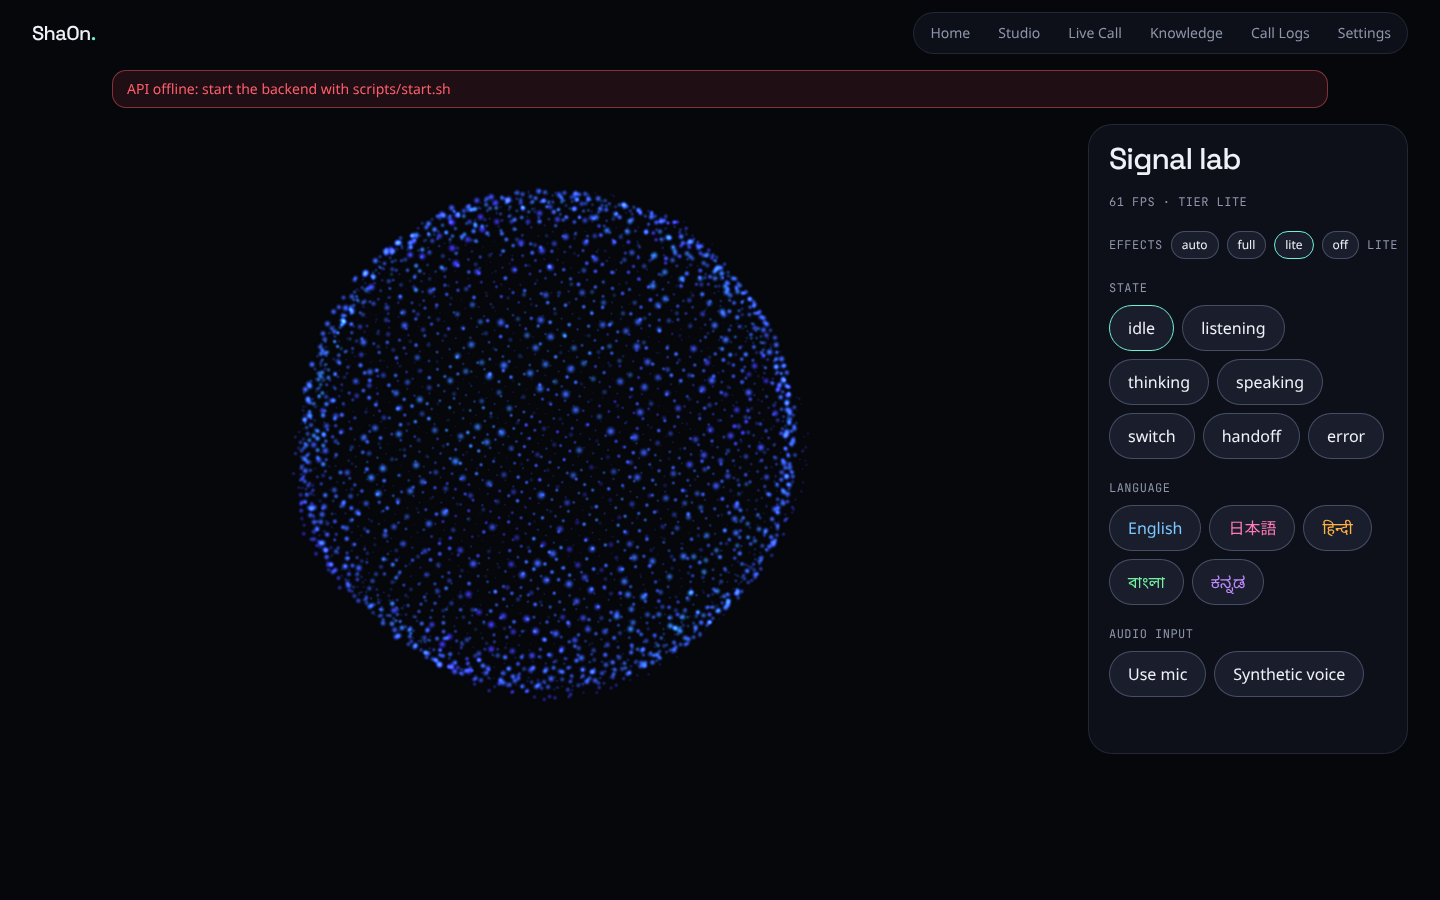 ShaOn.
Home Studio Live Call Knowledge Call Logs Settings
API offline: start the backend with scripts/start.sh
Signal lab
61 FPS · TIER LITE
EFFECTS auto full lite off LITE
STATE
idle listening
thinking speaking
switch handoff error
LANGUAGE
English 日本語 हिन्दी
বাংলা ಕನ್ನಡ
AUDIO INPUT
Use mic Synthetic voice